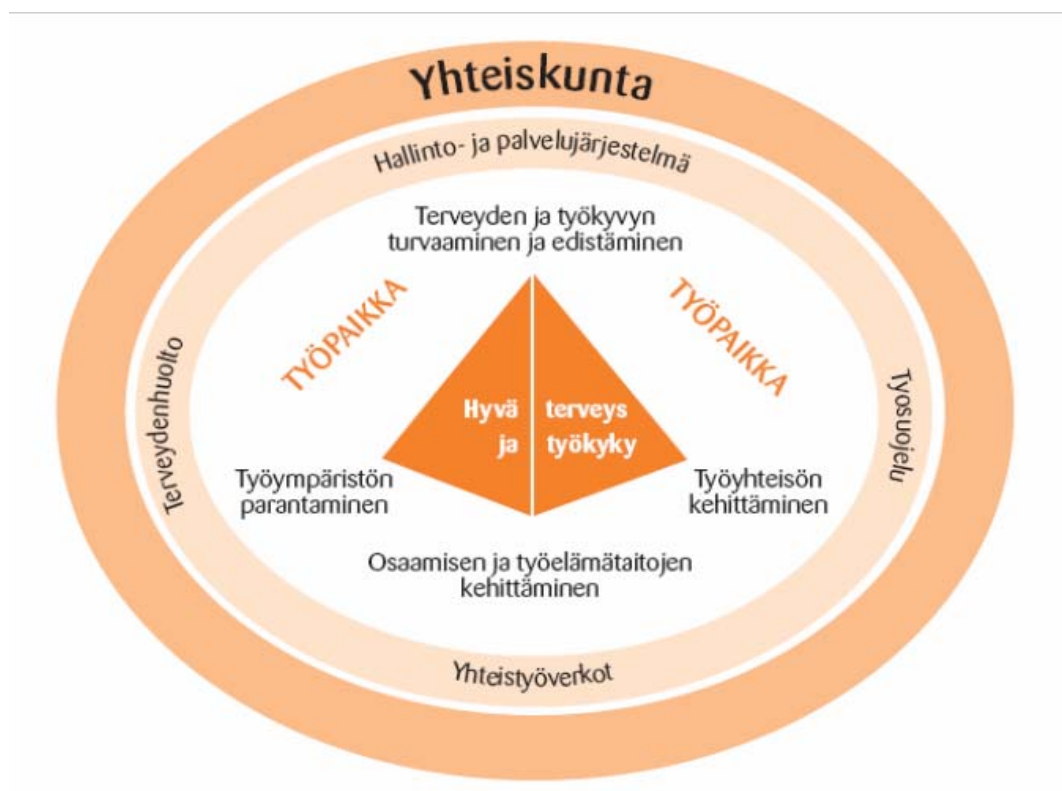 Yhteiskunta
Hallinto- ja palvelujärjestelmä
Terveyden ja työkyvyn
turvaaminen ja edistäminen
TYÖPAIKKA
TYÖPAIKKA
Terveydenhuolto
Tyosuojelu
Hyvä terveys
ja työkyky
Työympäristön
parantaminen
Työyhteisön
kehittäminen
Osaamisen ja työelämätaitojen
kehittäminen
Yhteistyöverkot